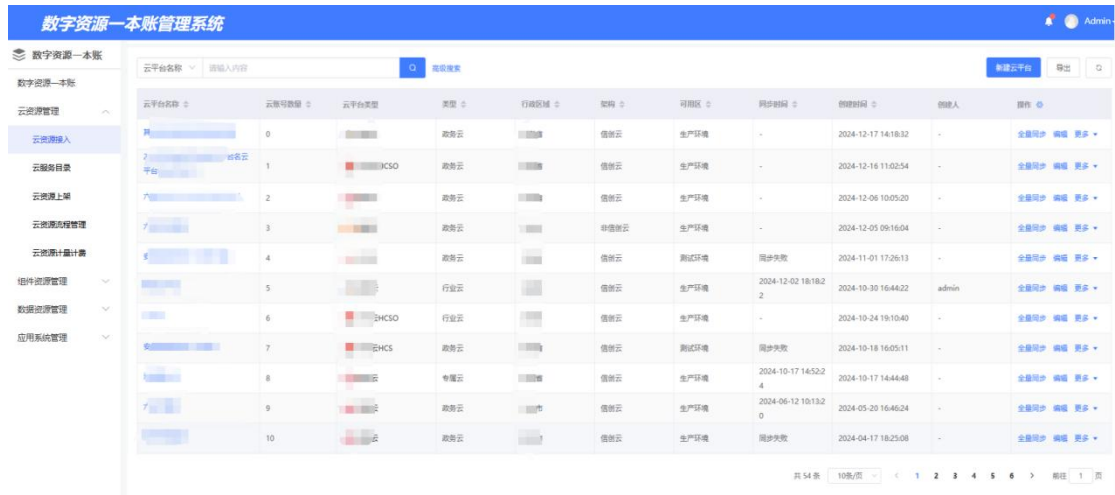 数字资源一本账管理系统
Admin
数字资源一本账
云平台名称 请输入内容 高级搜索 新建云平台 导出
数字资源一本账
云平台名称 云账号数量 云平台类型 类型 行政区域 架构 可用区 同步时间 创建时间 创建人 操作
云资源管理
0 政务云 信创云 生产环境 - 2024-12-17 14:18:32 - 全量同步 编辑 更多
云资源接入
台名云
平台 1 HCSO 政务云 信创云 生产环境 - 2024-12-16 11:02:54 - 全量同步 编辑 更多
云服务目录
云资源上架
2 政务云 信创云 生产环境 - 2024-12-06 10:05:20 - 全量同步 编辑 更多
云资源流程管理
3 政务云 非信创云 生产环境 - 2024-12-05 09:16:04 - 全量同步 编辑 更多
云资源计量计费
4 政务云 信创云 测试环境 同步失败 2024-11-01 17:26:13 - 全量同步 编辑 更多
组件资源管理
5 行业云 信创云 生产环境 2024-12-02 18:18:2
2 2024-10-30 16:44:22 admin 全量同步 编辑 更多
数据资源管理
6 HCSO 行业云 信创云 生产环境 - 2024-10-24 19:10:40 - 全量同步 编辑 更多
应用系统管理
7 云HCS 政务云 信创云 测试环境 同步失败 2024-10-18 16:05:11 - 全量同步 编辑 更多
8 云 专属云 省 信创云 生产环境 2024-10-17 14:52:2
4 2024-10-17 14:44:48 - 全量同步 编辑 更多
9 云 政务云 市 信创云 生产环境 2024-06-12 10:13:2
0 2024-05-20 16:46:24 - 全量同步 编辑 更多
10 云 政务云 信创云 生产环境 同步失败 2024-04-17 18:25:08 - 全量同步 编辑 更多
共 54 条 10条/页 < 1 2 3 4 5 6 > 前往 1 页